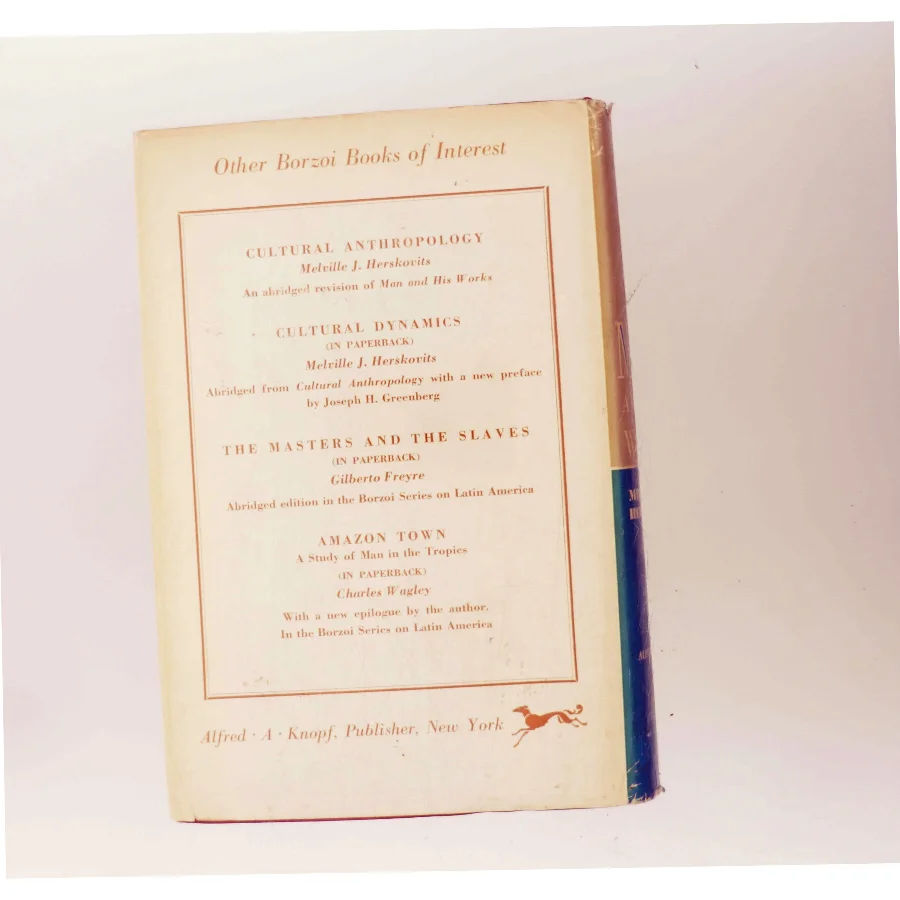 Other Borzoi Books of Interest
CULTURAL ANTHROPOLOGY
Melville J. Herskovits
An abridged revision of Man and His Works
CULTURAL DYNAMICS
(IN PAPERBACK)
Melville J. Herskovits
Abridged from Cultural Anthropology with a new preface
by Joseph H. Greenberg
THE MASTERS AND THE SLAVES
(IN PAPERBACK)
Gilberto Freyre
Abridged edition in the Borzoi Series on Latin America
AMAZON TOWN
A Study of Man in the Tropics
(IN PAPERBACK)
Charles Wagley
With a new epilogue by the author.
In the Borzoi Series on Latin America
Alfred · A · Knopf, Publisher, New York